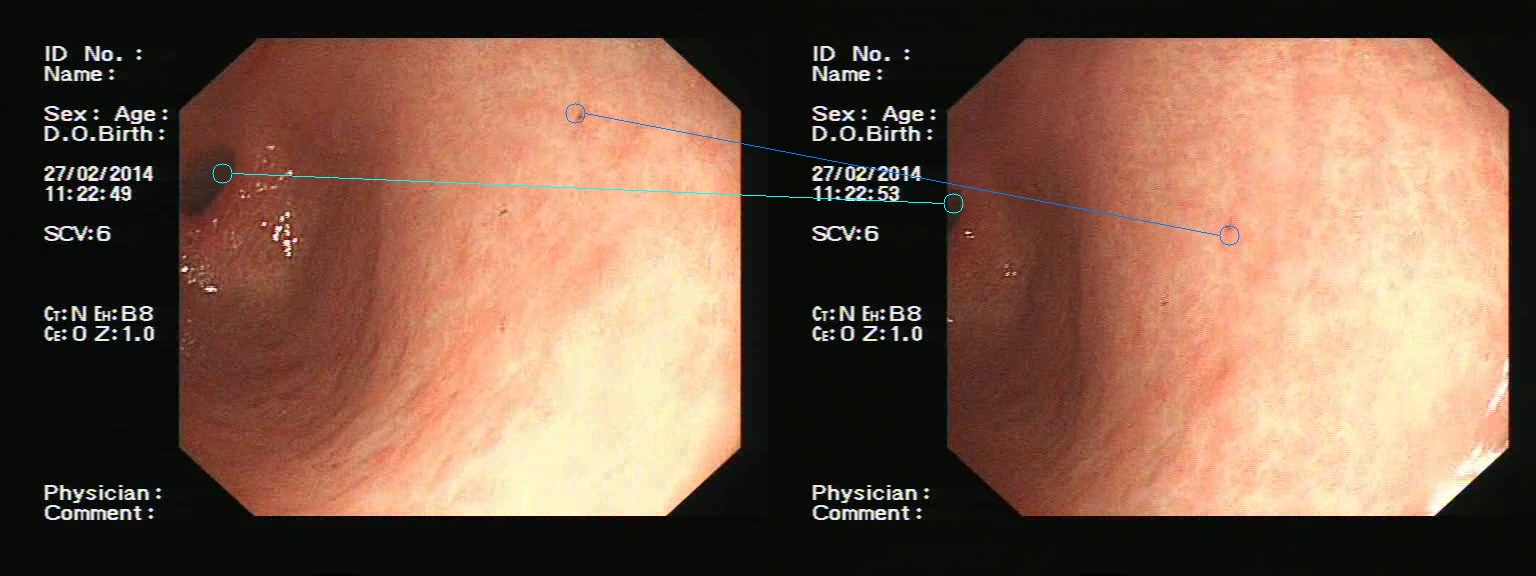 ID No. :
Name :
Sex : Age :
D.O.Birth :
27/02/2014
11:22:49
SCV:6
CT:N EH:B8
CE:0 Z:1.0
Physician :
Comment :
ID No. :
Name :
Sex : Age :
D.O.Birth :
27/02/2014
11:22:53
SCV:6
CT:N EH:B8
CE:0 Z:1.0
Physician :
Comment :